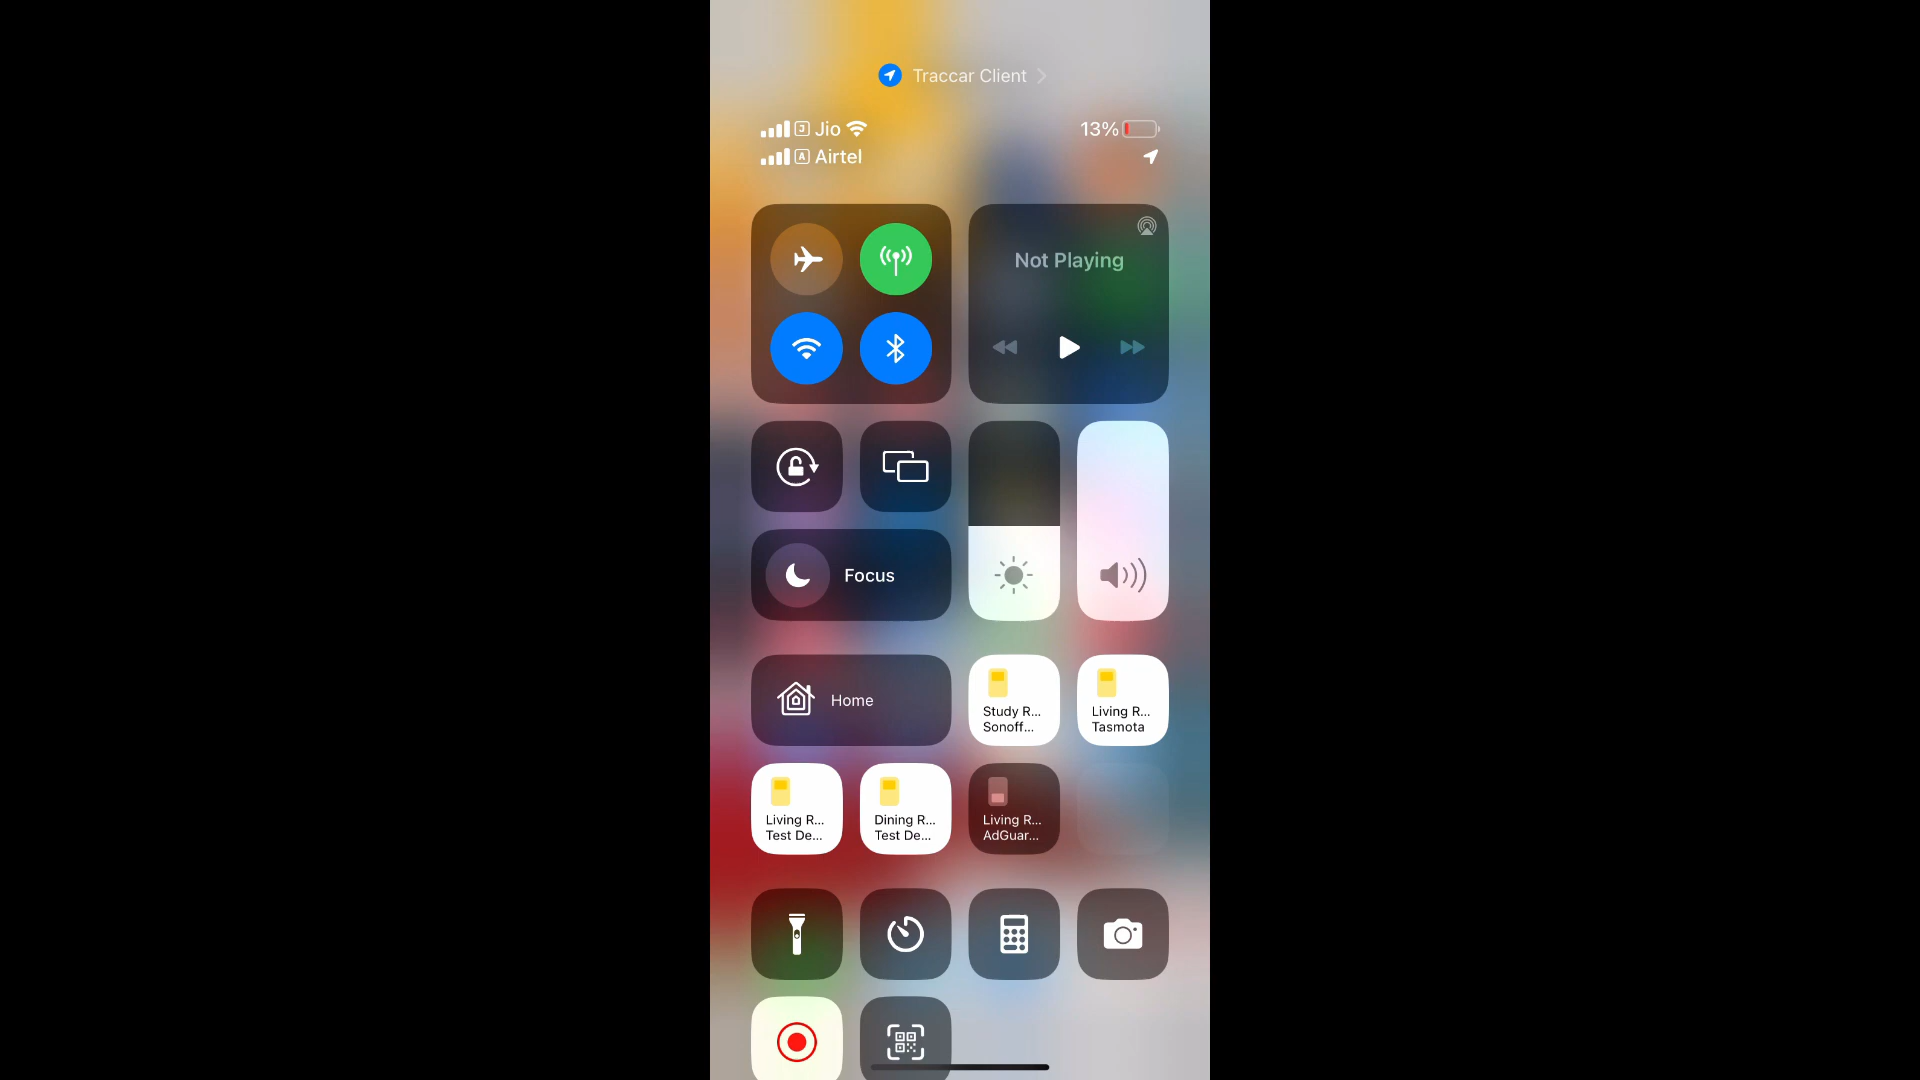 Traccar Client
J Jio 13%
A Airtel
Not Playing
Focus
Home
Study R...
Sonoff...
Living R...
Tasmota
Living R...
Test De...
Dining R...
Test De...
Living R...
AdGuar...